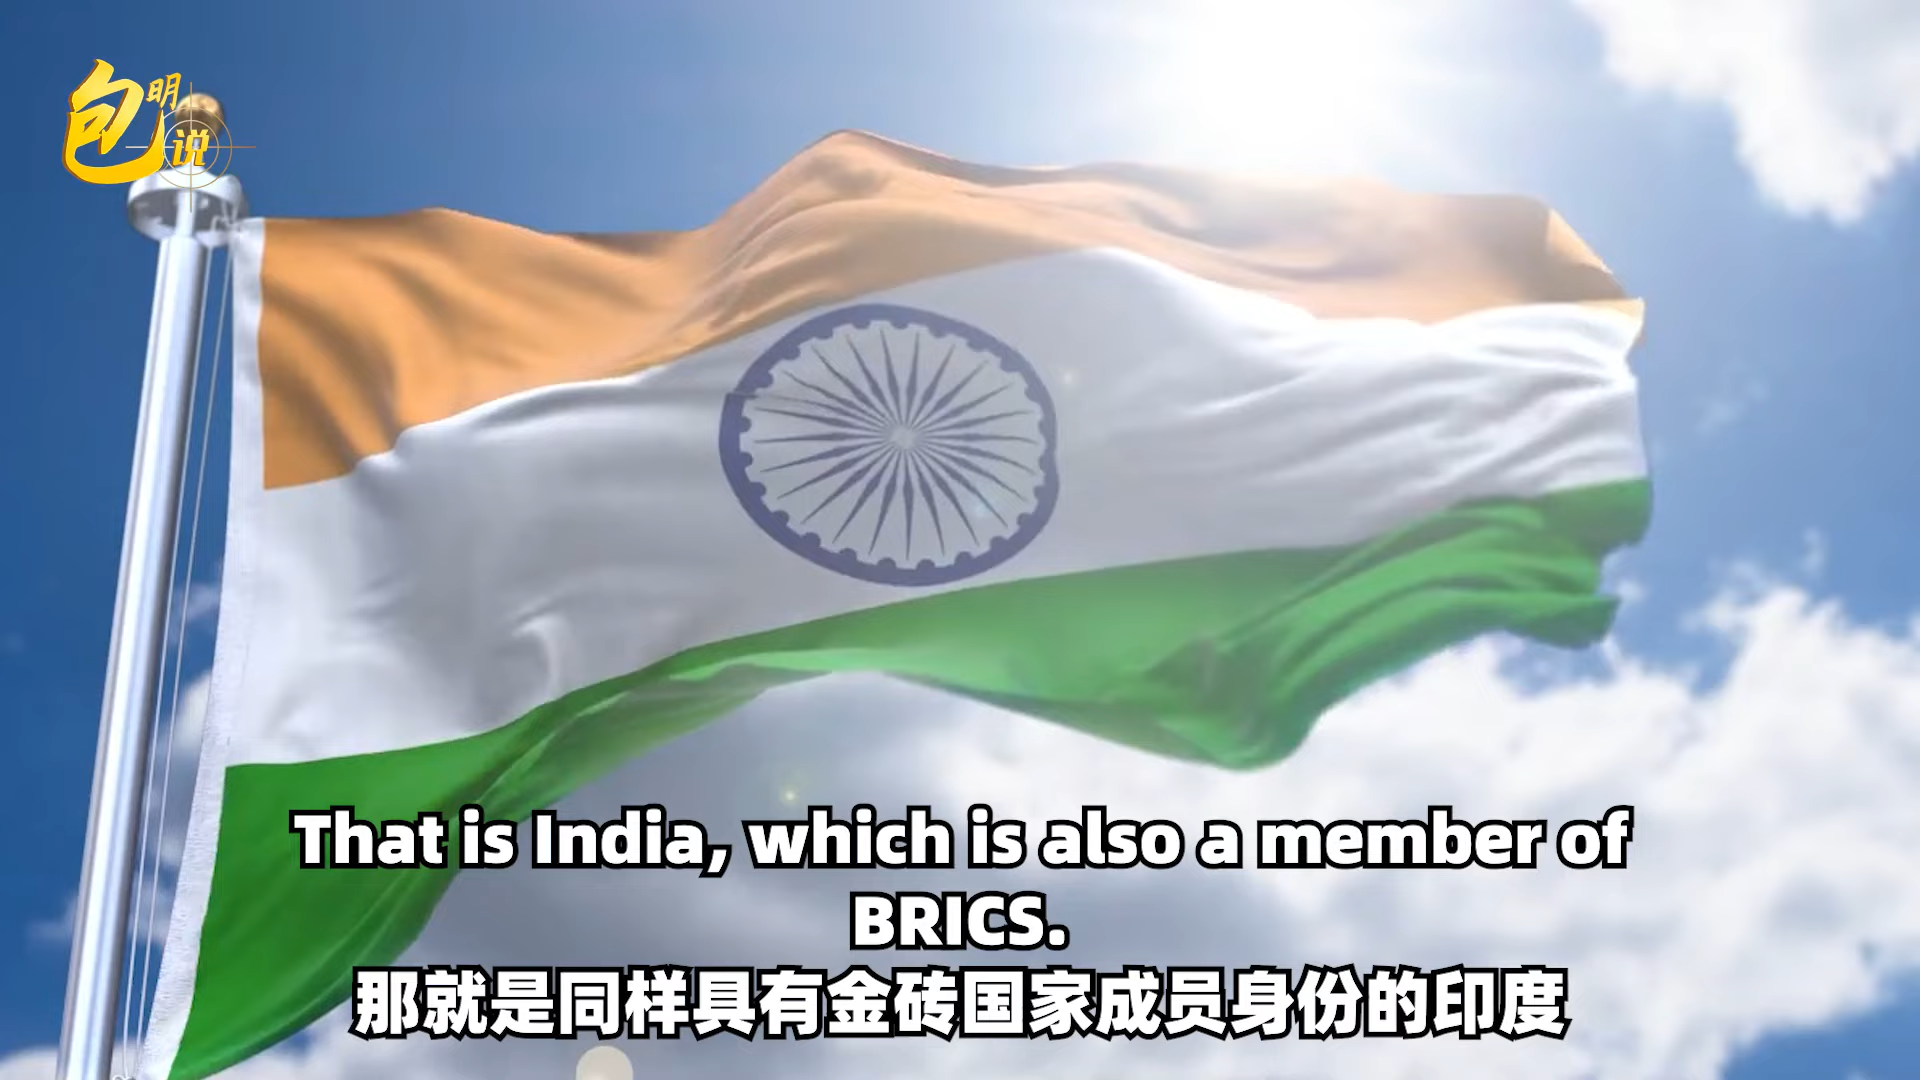 包明说
That is India, which is also a member of
BRICS.
那就是同样具有金砖国家成员身份的印度